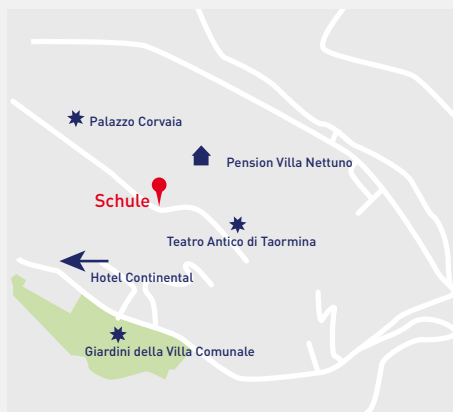 Palazzo Corvaia
Pension Villa Nettuno
Schule
Teatro Antico di Taormina
Hotel Continental
Giardini della Villa Comunale